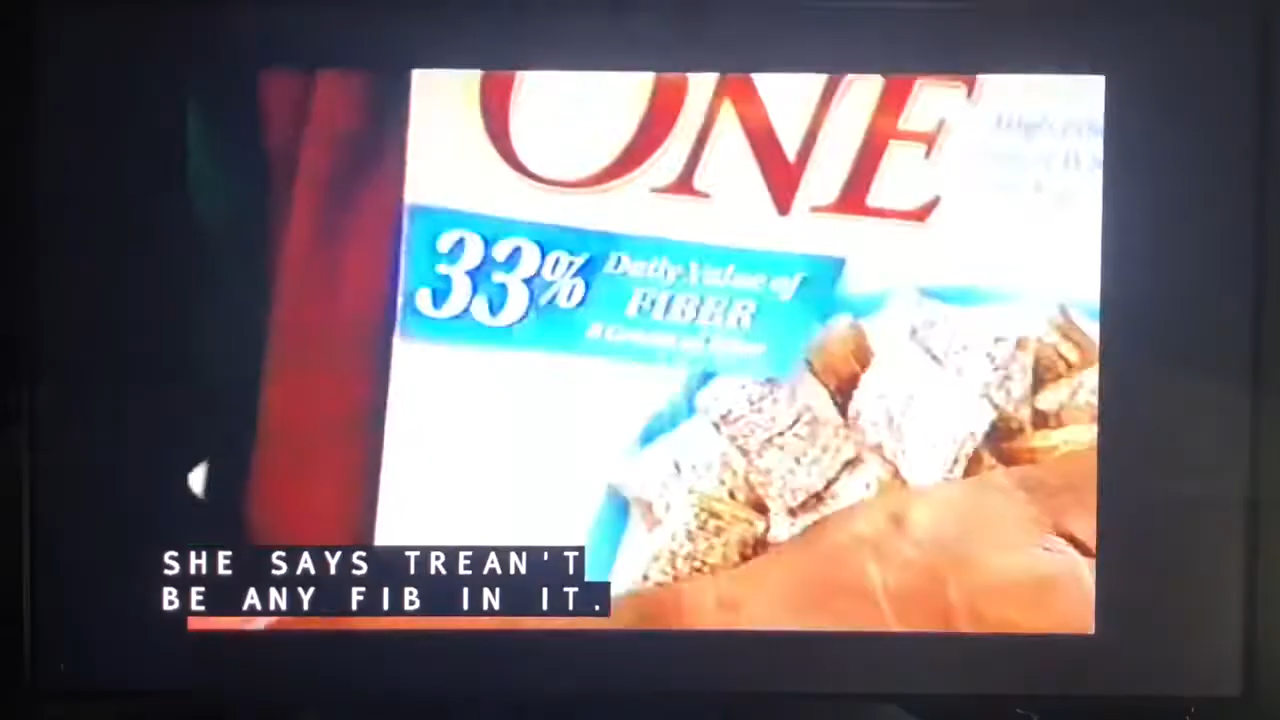 ONE
33% Daily Value of
FIBER
SHE SAYS TREAN'T
BE ANY FIB IN IT.